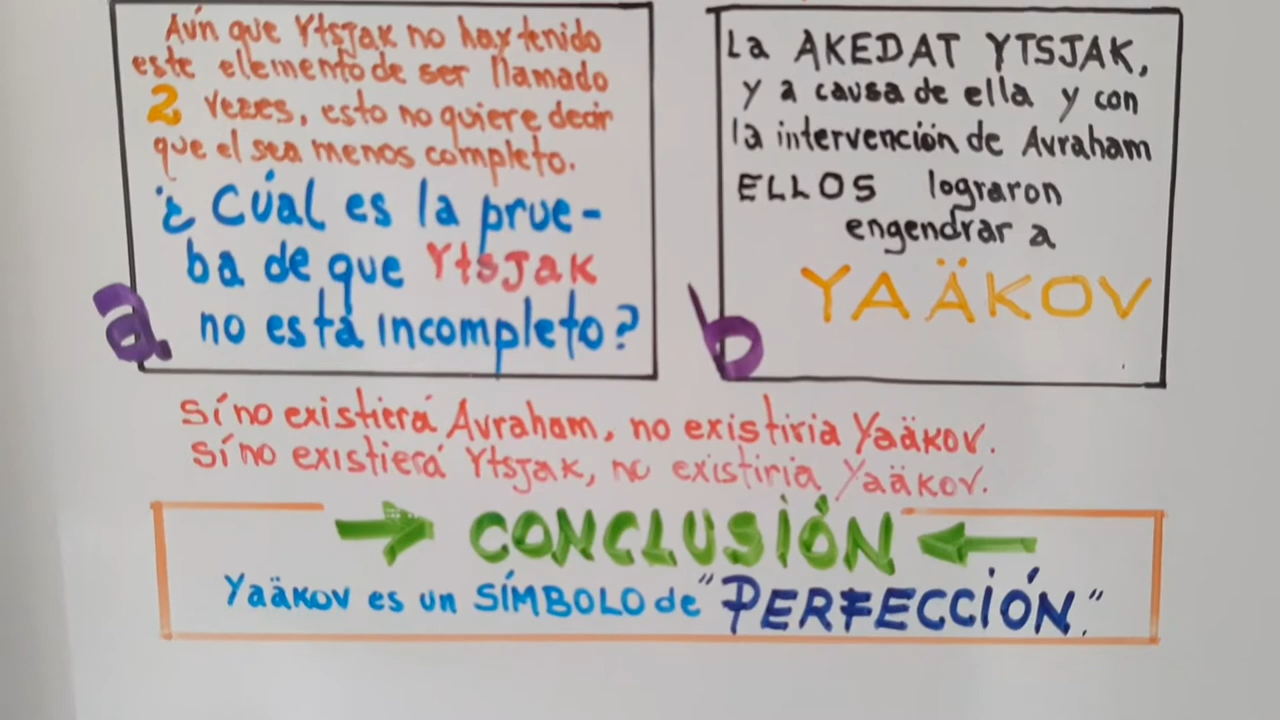 Aún que Ytsjak no hay tenido
este elemento de ser llamado
2 vezes, esto no quiere decir
que el sea menos completo.
¿Cúal es la prue-
ba de que Ytsjak
no está incompleto?
a
La AKEDAT YTSJAK,
y a causa de ella y con
la intervención de Avraham
ELLOS lograron
engendrar a
YAÄKOV
b
Sí no existierá Avraham, no existiria Yaäkov.
Sí no existierá Ytsjak, no existiria Yaäkov.
CONCLUSIÓN
Yaäkov es un SÍMBOLO de "PERFECCIÓN."